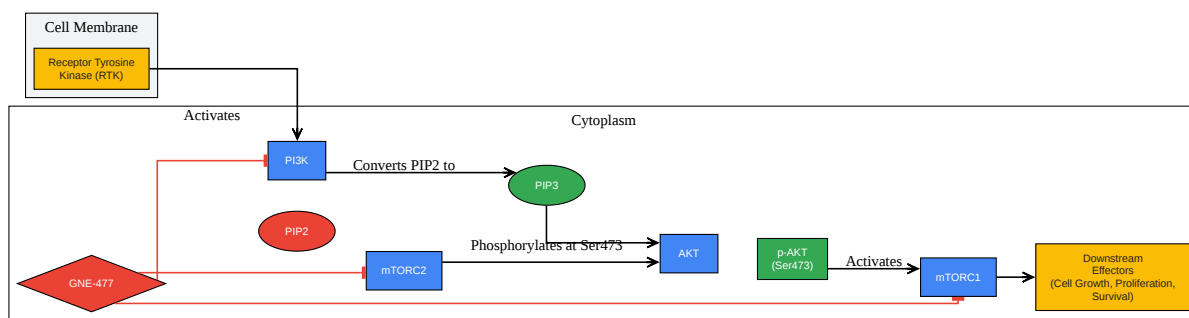 Cell Membrane
Receptor Tyrosine
Kinase (RTK)
Activates
Cytoplasm
PI3K
Converts PIP2 to
PIP3
PIP2
Phosphorylates at Ser473
AKT
p-AKT
(Ser473)
Activates
mTORC2
GNE-477
mTORC1
Downstream
Effectors
(Cell Growth, Proliferation,
Survival)